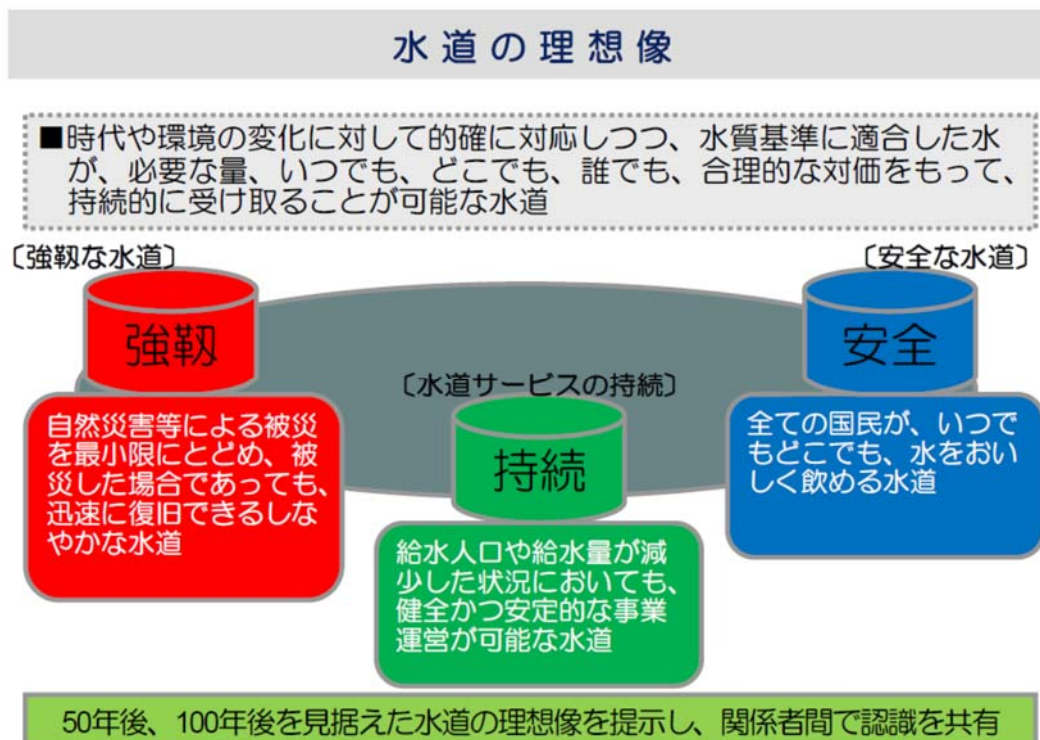 水道の理想像
■時代や環境の変化に対して的確に対応しつつ、水質基準に適合した水
が、必要な量、いつでも、どこでも、誰でも、合理的な対価をもって、
持続的に受け取ることが可能な水道
〔強靱な水道〕
〔安全な水道〕
強靱
安全
〔水道サービスの持続〕
持続
自然災害等による被災
を最小限にとどめ、被
災した場合であっても、
迅速に復旧できるしな
やかな水道
全ての国民が、いつで
もどこでも、水をおい
しく飲める水道
給水人口や給水量が減
少した状況においても、
健全かつ安定的な事業
運営が可能な水道
50年後、100年後を見据えた水道の理想像を提示し、関係者間で認識を共有